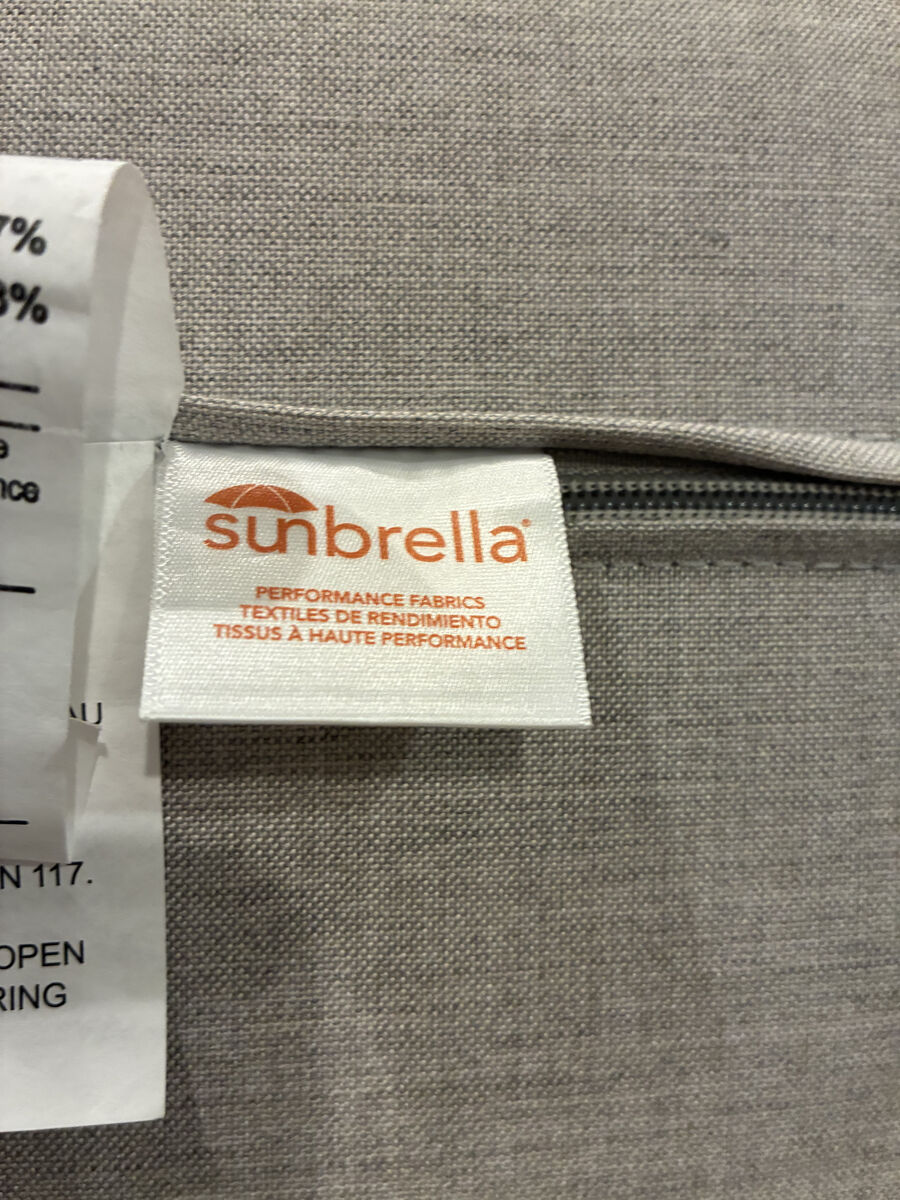 7%
3%
nce
AU
N 117.
OPEN
RING
sunbrella®
PERFORMANCE FABRICS
TEXTILES DE RENDIMIENTO
TISSUS À HAUTE PERFORMANCE